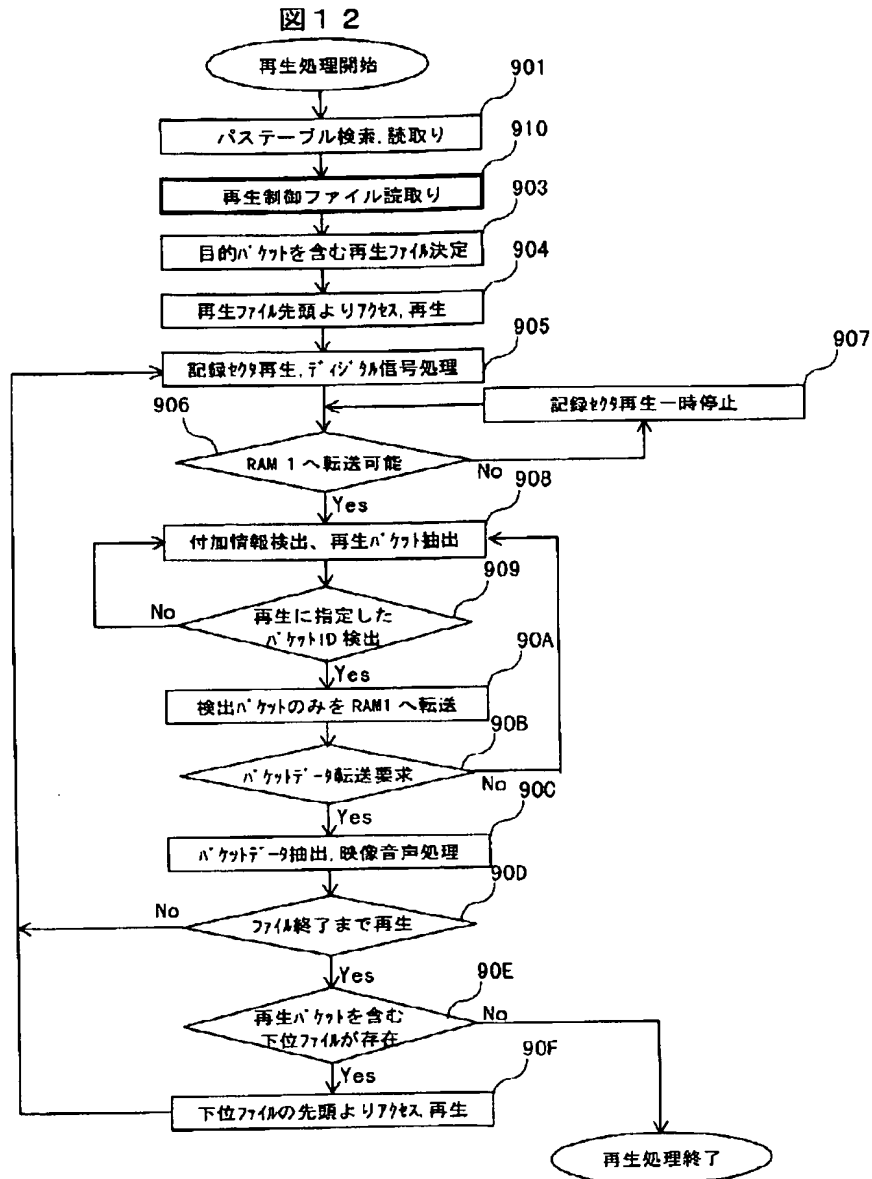 図12
再生処理開始
901
パステーブル検索,読取り
910
再生制御ファイル読取り
903
目的パケットを含む再生ファイル決定
904
再生ファイル先頭よりアクセス,再生
905
記録セクタ再生,ディジタル信号処理
907
記録セクタ再生一時停止
906
RAM 1 へ転送可能
No
Yes
908
付加情報検出、再生パケット抽出
909
再生に指定した
パケットID 検出
No
Yes
90A
検出パケットのみを RAM1 へ転送
90B
パケットデータ転送要求
No
Yes
90C
パケットデータ抽出,映像音声処理
90D
ファイル終了まで再生
No
Yes
90E
再生パケットを含む
下位ファイルが存在
No
Yes
90F
下位ファイルの先頭よりアクセス,再生
再生処理終了